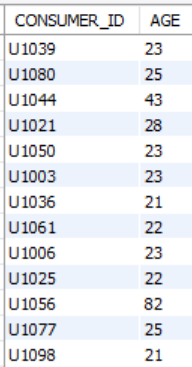 CONSUMER_ID AGE
U1039 23
U1080 25
U1044 43
U1021 28
U1050 23
U1003 23
U1036 21
U1061 22
U1006 23
U1025 22
U1056 82
U1077 25
U1098 21